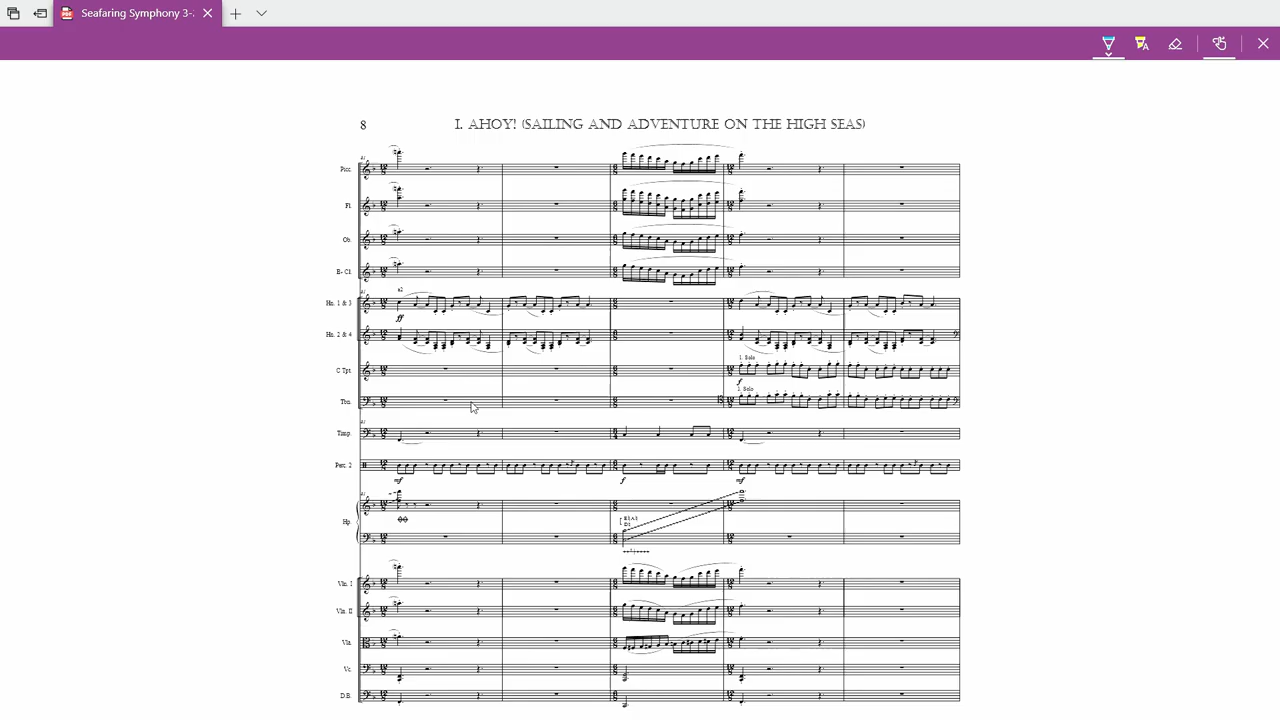 Seafaring Symphony 3-
8
I. AHOY! (SAILING AND ADVENTURE ON THE HIGH SEAS)
Picc.
Fl.
Ob.
B♭ Cl.
Hn. 1 & 3
a2
ff
Hn. 2 & 4
C Tpt.
1. Solo
f
Tbn.
1. Solo
Timp.
Perc. 2
mf
f
mf
Hp.
Vln. I
Vln. II
Vla.
Vc.
D.B.